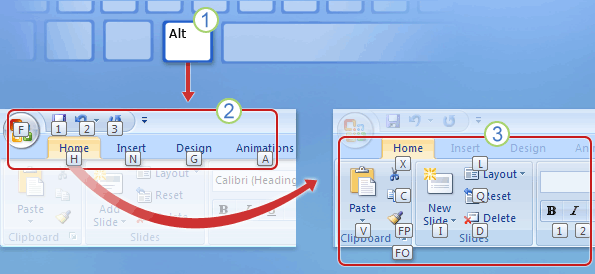 Alt
1
2
3
F
1 2 3
Home Insert Design Animations
H N G A
Paste
Add
Slide
Layout
Reset
Delete
Calibri (Heading
B I
Clipboard Slides
Home Insert Design
X L
Paste
New
Slide
Layout
C Q Reset
Delete
V FP I D
B I
1 2
Clipboard Slides
FO